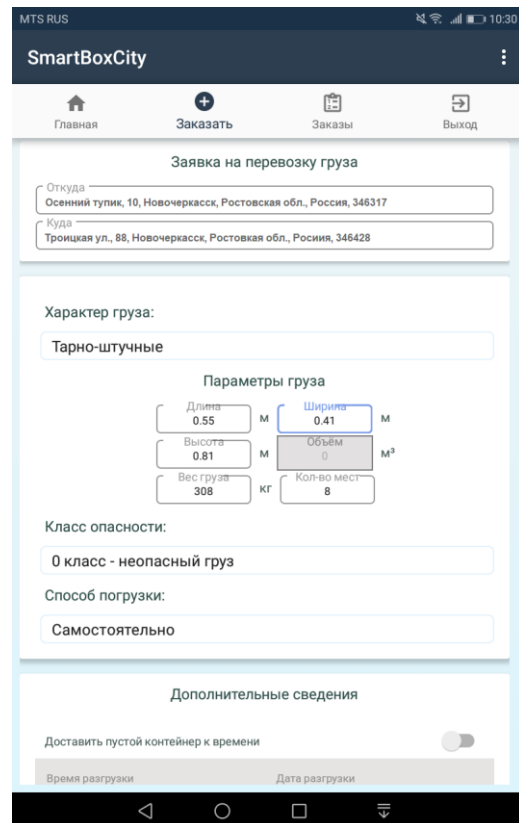 MTS RUS 10:30
SmartBoxCity
Главная Заказать Заказы Выход
Заявка на перевозку груза
Откуда
Осенний тупик, 10, Новочеркасск, Ростовская обл., Россия, 346317
Куда
Троицкая ул., 88, Новочеркасск, Ростовкая обл., Росиия, 346428
Характер груза:
Тарно-штучные
Параметры груза
Длина Ширина
0.55 м 0.41 м
Высота Объём
0.81 м 0 м³
Вес груза Кол-во мест
308 кг 8
Класс опасности:
0 класс - неопасный груз
Способ погрузки:
Самостоятельно
Дополнительные сведения
Доставить пустой контейнер к времени
Время разгрузки Дата разгрузки